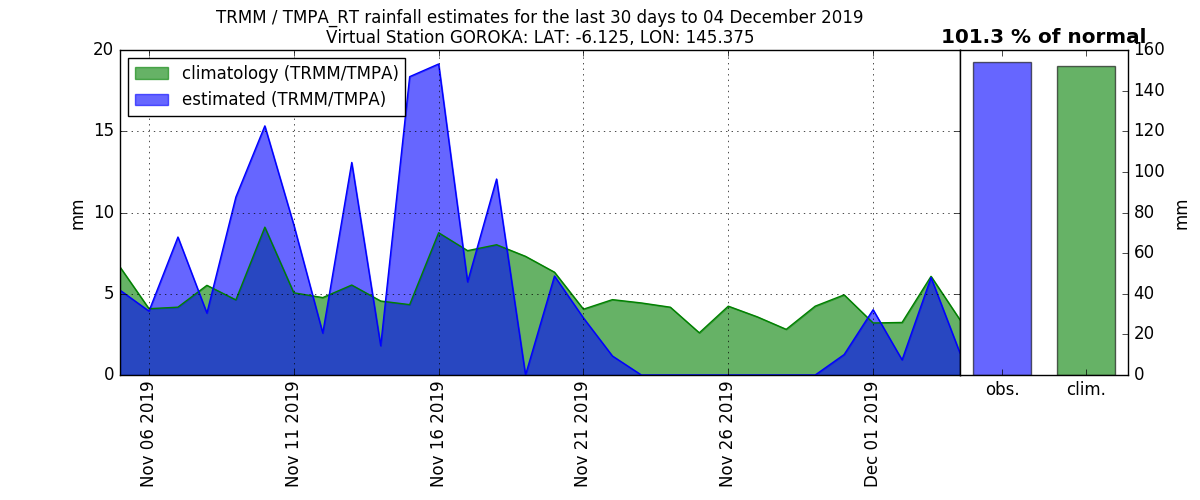 TRMM / TMPA_RT rainfall estimates for the last 30 days to 04 December 2019
Virtual Station GOROKA: LAT: -6.125, LON: 145.375
101.3 % of normal
climatology (TRMM/TMPA)
estimated (TRMM/TMPA)
20
15
10
5
0
mm
Nov 06 2019
Nov 11 2019
Nov 16 2019
Nov 21 2019
Nov 26 2019
Dec 01 2019
160
140
120
100
80
60
40
20
0
mm
obs.
clim.